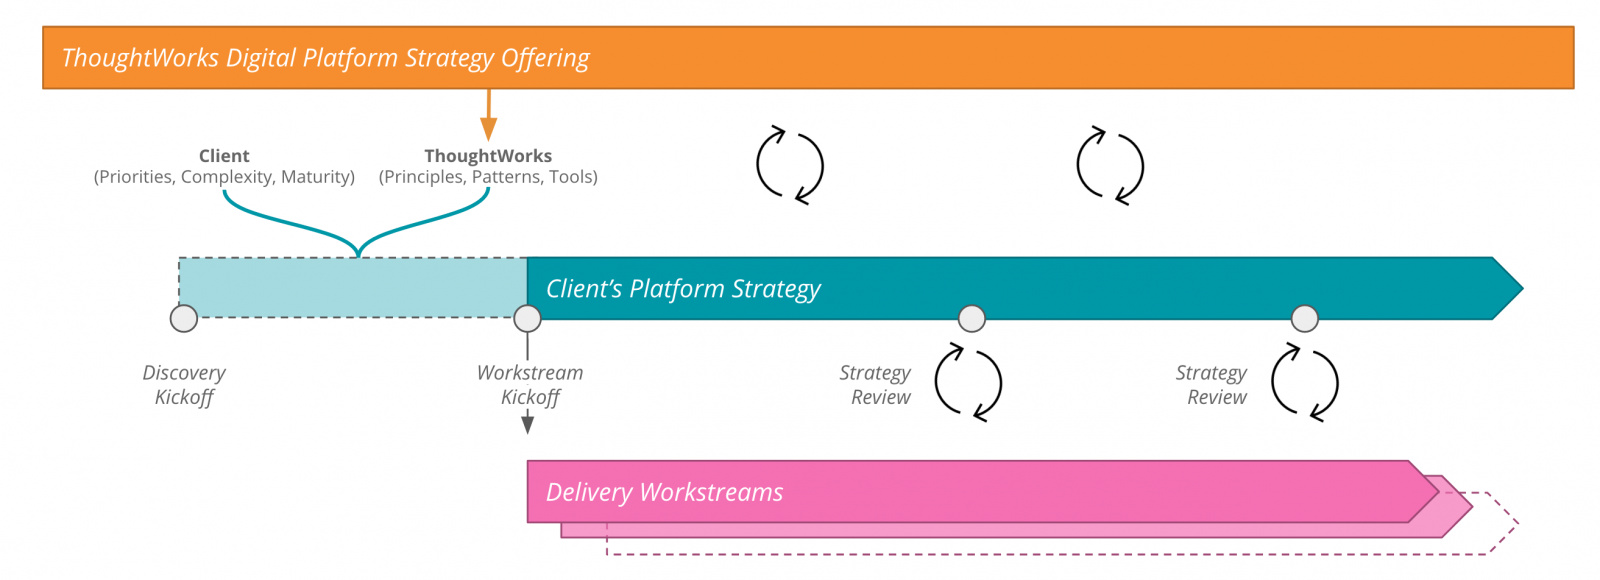 ThoughtWorks Digital Platform Strategy Offering
Client
(Priorities, Complexity, Maturity)
ThoughtWorks
(Principles, Patterns, Tools)
Client’s Platform Strategy
Discovery
Kickoff
Workstream
Kickoff
Strategy
Review
Strategy
Review
Delivery Workstreams